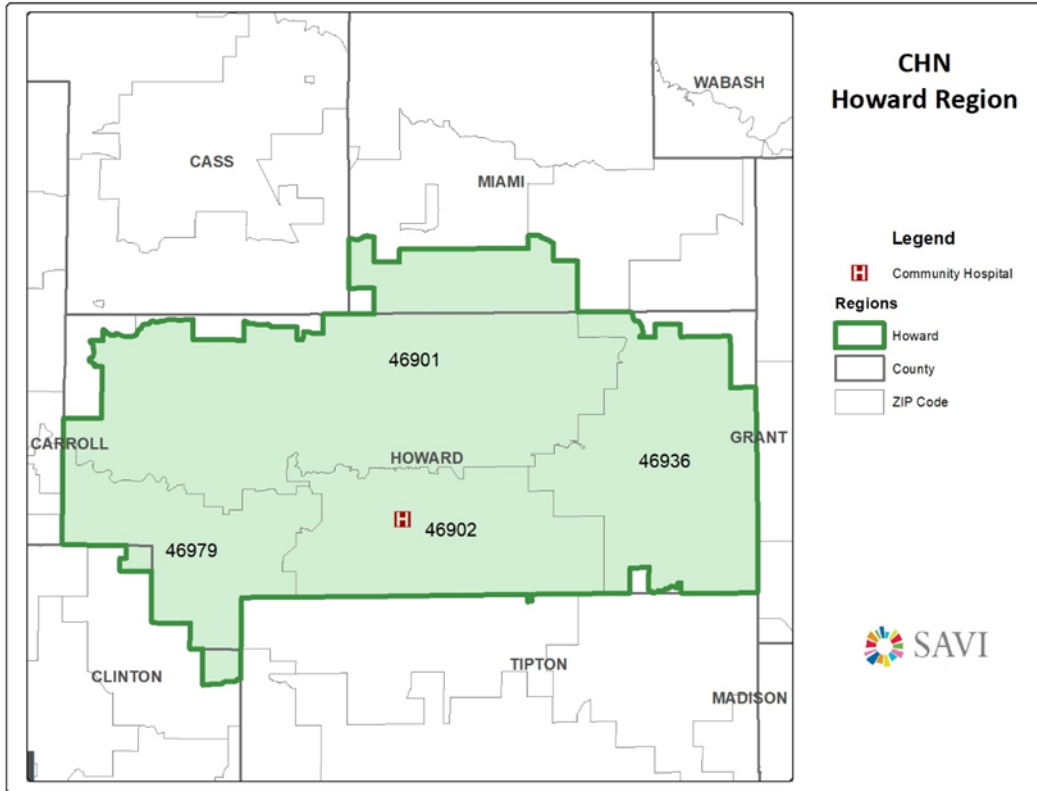 CHN
Howard Region
WABASH
CASS
MIAMI
Legend
H Community Hospital
Regions
Howard
County
ZIP Code
46901
CARROLL
HOWARD
GRANT
46936
H
46902
46979
CLINTON
TIPTON
MADISON
SAVI